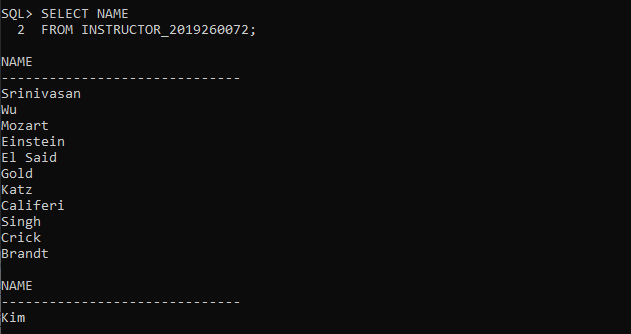 SQL> SELECT NAME
  2  FROM INSTRUCTOR_2019260072;
NAME
------------------------------
Srinivasan
Wu
Mozart
Einstein
El Said
Gold
Katz
Califeri
Singh
Crick
Brandt
NAME
------------------------------
Kim